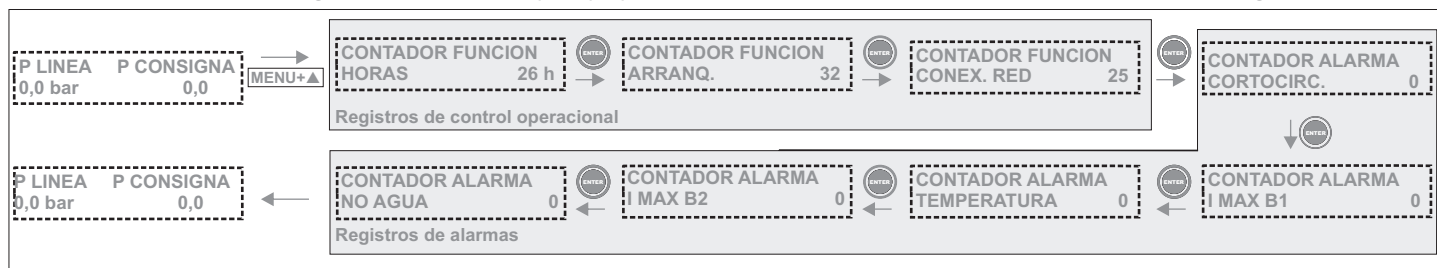 P LINEA P CONSIGNA
0,0 bar 0,0
MENU+▲
CONTADOR FUNCION
HORAS 26 h
ENTER
CONTADOR FUNCION
ARRANQ. 32
ENTER
CONTADOR FUNCION
CONEX. RED 25
ENTER
Registros de control operacional
CONTADOR ALARMA
CORTOCIRC. 0
ENTER
P LINEA P CONSIGNA
0,0 bar 0,0
CONTADOR ALARMA
NO AGUA 0
ENTER
CONTADOR ALARMA
I MAX B2 0
ENTER
CONTADOR ALARMA
TEMPERATURA 0
ENTER
CONTADOR ALARMA
I MAX B1 0
Registros de alarmas